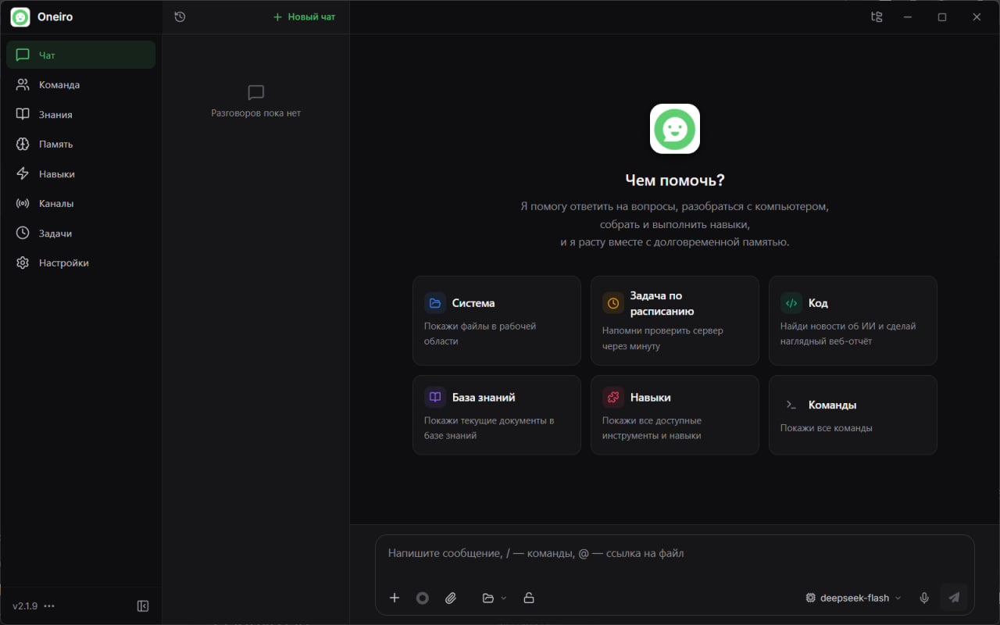 Oneiro
Новый чат
Чат
Команда
Знания
Память
Навыки
Каналы
Задачи
Настройки
Разговоров пока нет
Чем помочь?
Я помогу ответить на вопросы, разобраться с компьютером,
собрать и выполнить навыки,
и я расту вместе с долговременной памятью.
Система
Покажи файлы в рабочей
области
Задача по
расписанию
Напомни проверить сервер
через минуту
Код
Найди новости об ИИ и сделай
наглядный веб-отчёт
База знаний
Покажи текущие документы в
базе знаний
Навыки
Покажи все доступные
инструменты и навыки
Команды
Покажи все команды
Напишите сообщение, / — команды, @ — ссылка на файл
deepseek-flash
v2.1.9